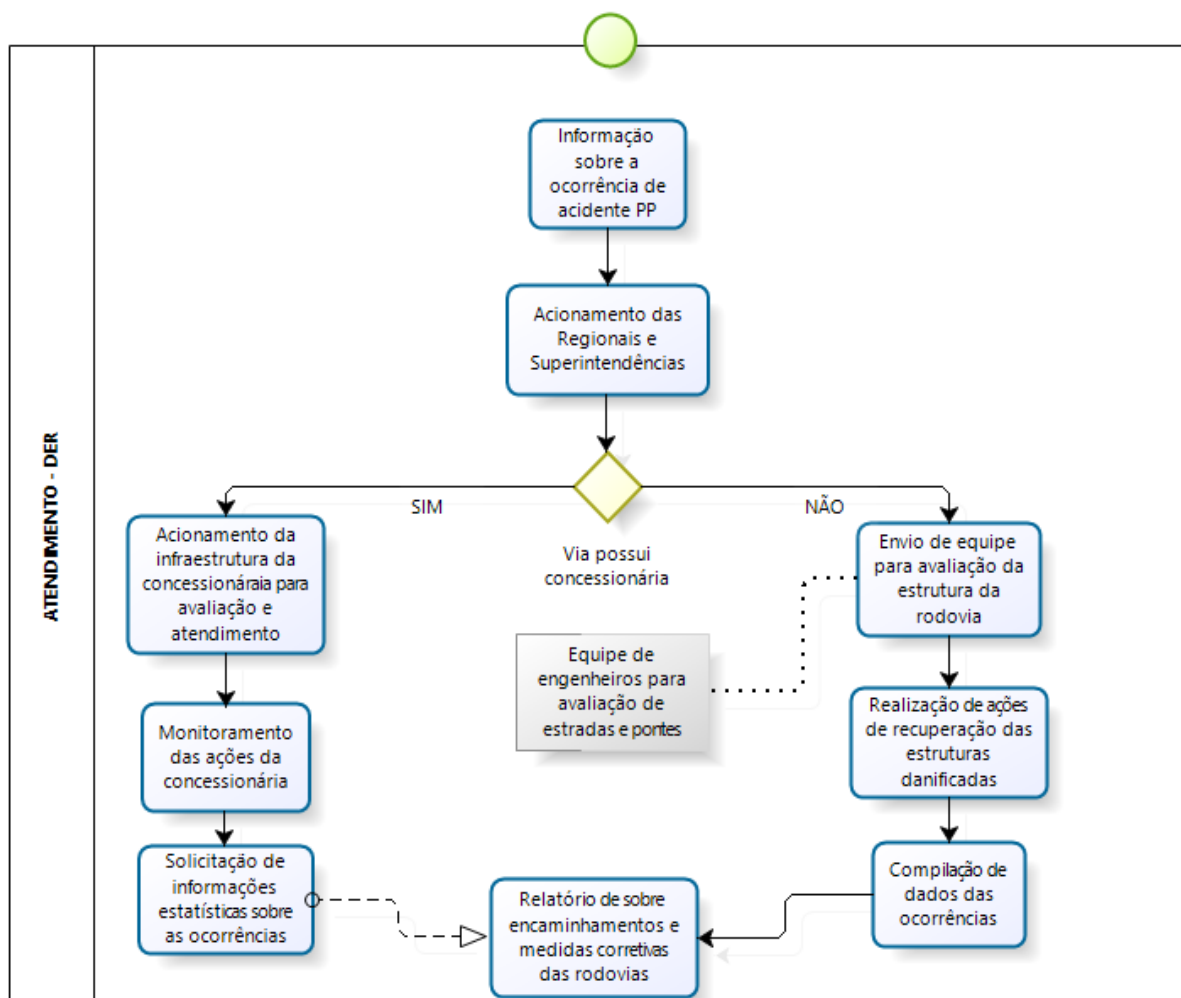 ATENDIMENTO - DER
Informação
sobre a
ocorrência de
acidente PP
Acionamento das
Regionais e
Superintendências
SIM
NÃO
Via possui
concessionária
Acionamento da
infraestrutura da
concessionáraia para
avaliação e
atendimento
Envio de equipe
para avaliação da
estrutura da
rodovia
Equipe de
engenheiros para
avaliação de
estradas e pontes
Monitoramento
das ações da
concessionária
Realização de ações
de recuperação das
estruturas
danificadas
Solicitação de
informações
estatísticas sobre
as ocorrências
Relatório de sobre
encaminhamentos e
medidas corretivas
das rodovias
Compilação de
dados das
ocorrências